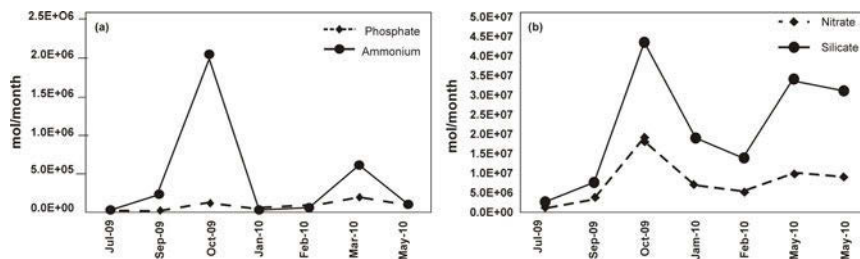 (a)
Phosphate
Ammonium
mol/month
2.5E+06
2.0E+06
1.5E+06
1.0E+06
5.0E+05
0.0E+00
Jul-09
Sep-09
Oct-09
Jan-10
Feb-10
Mar-10
May-10
(b)
Nitrate
Silicate
mol/month
5.0E+07
4.5E+07
4.0E+07
3.5E+07
3.0E+07
2.5E+07
2.0E+07
1.5E+07
1.0E+07
5.0E+06
0.0E+00
Jul-09
Sep-09
Oct-09
Jam-10
Feb-10
May-10
May-10